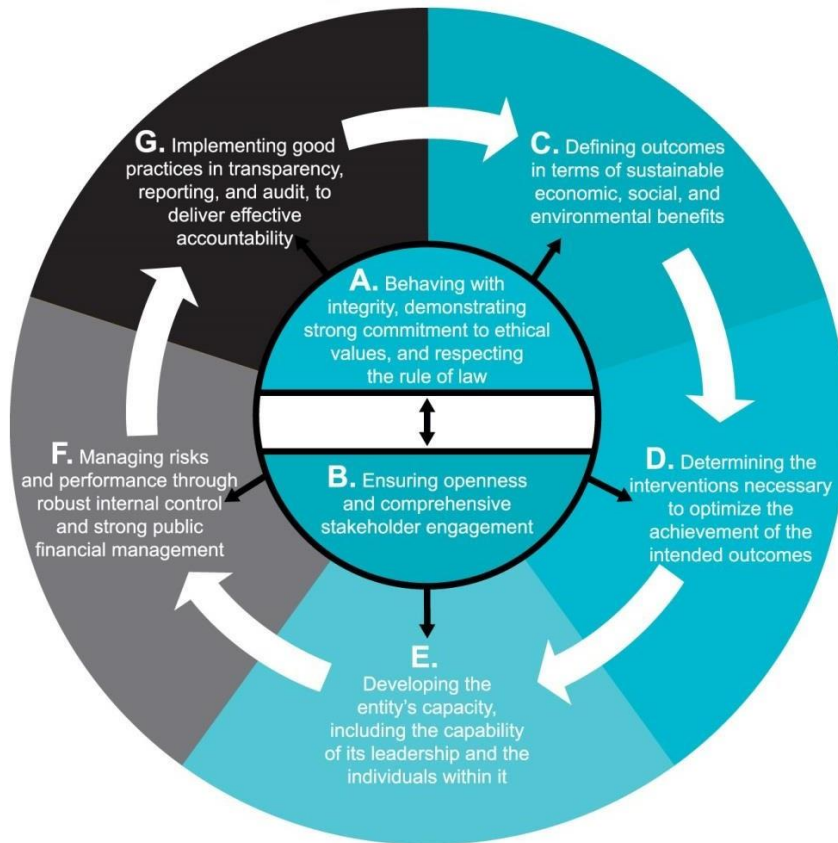 G. Implementing good
practices in transparency,
reporting, and audit, to
deliver effective
accountability
C. Defining outcomes
in terms of sustainable
economic, social, and
environmental benefits
A. Behaving with
integrity, demonstrating
strong commitment to ethical
values, and respecting
the rule of law
F. Managing risks
and performance through
robust internal control
and strong public
financial management
B. Ensuring openness
and comprehensive
stakeholder engagement
D. Determining the
interventions necessary
to optimize the
achievement of the
intended outcomes
E.
Developing the
entity's capacity,
including the capability
of its leadership and the
individuals within it